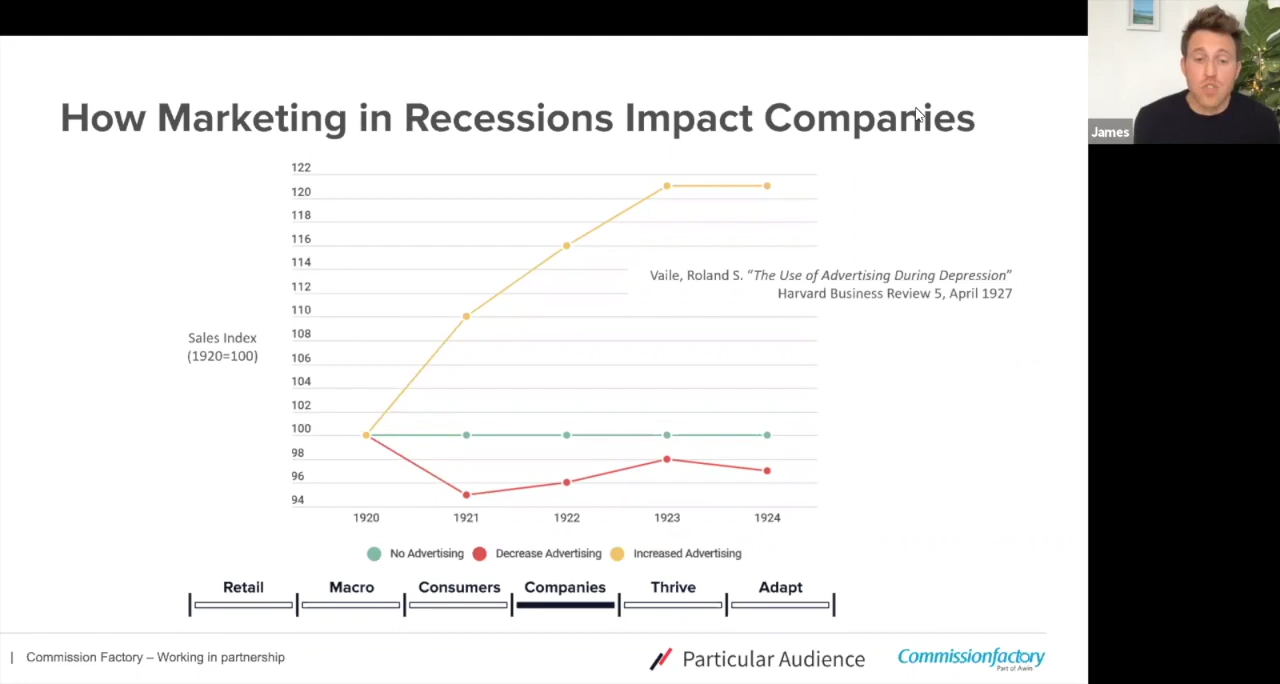 James
How Marketing in Recessions Impact Companies
122
120
118
116
114
112
110
108
106
104
102
100
98
96
94
Vaile, Roland S. “The Use of Advertising During Depression”
Harvard Business Review 5, April 1927
Sales Index
(1920=100)
1920 1921 1922 1923 1924
No Advertising Decrease Advertising Increased Advertising
Retail Macro Consumers Companies Thrive Adapt
| Commission Factory – Working in partnership
Particular Audience
Commissionfactory
Part of Awin